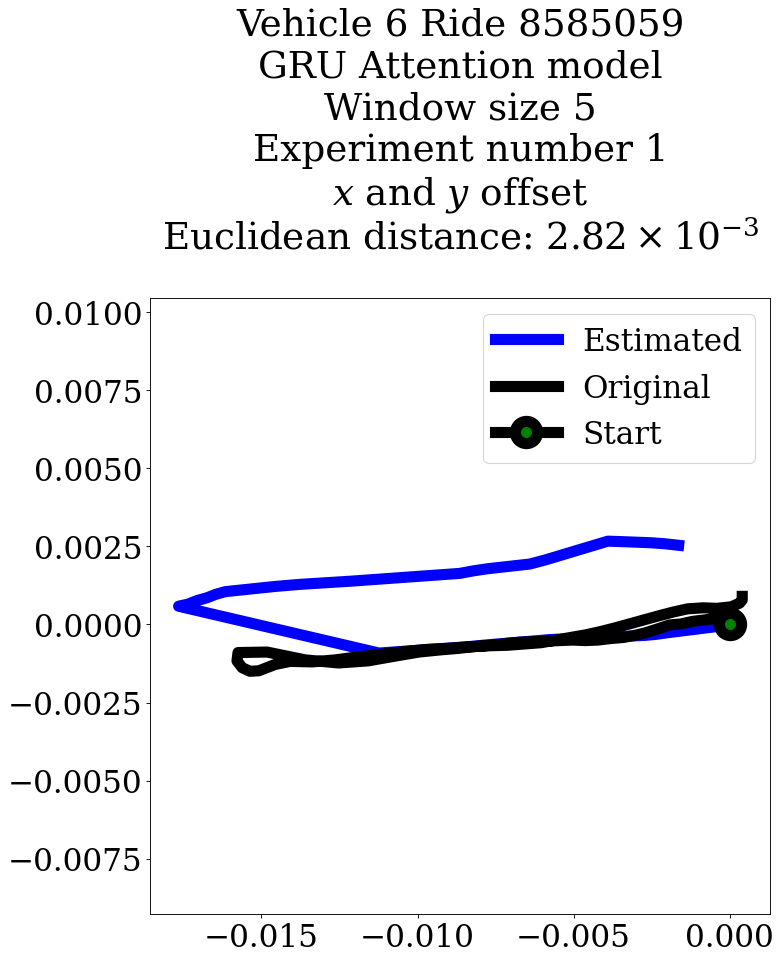 Vehicle 6 Ride 8585059
GRU Attention model
Window size 5
Experiment number 1
x and y offset
Euclidean distance: 2.82 × 10⁻³
0.0100
0.0075
0.0050
0.0025
0.0000
−0.0025
−0.0050
−0.0075
Estimated
Original
Start
−0.015 −0.010 −0.005 0.000